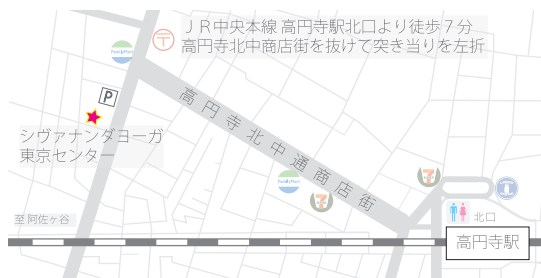 ＪＲ中央本線 高円寺駅北口より徒歩７分
高円寺北中商店街を抜けて突き当りを左折
FamilyMart
P
高円寺北中通商店街
シヴァナンダヨーガ
東京センター
FamilyMart
至 阿佐ヶ谷
北口
高円寺駅